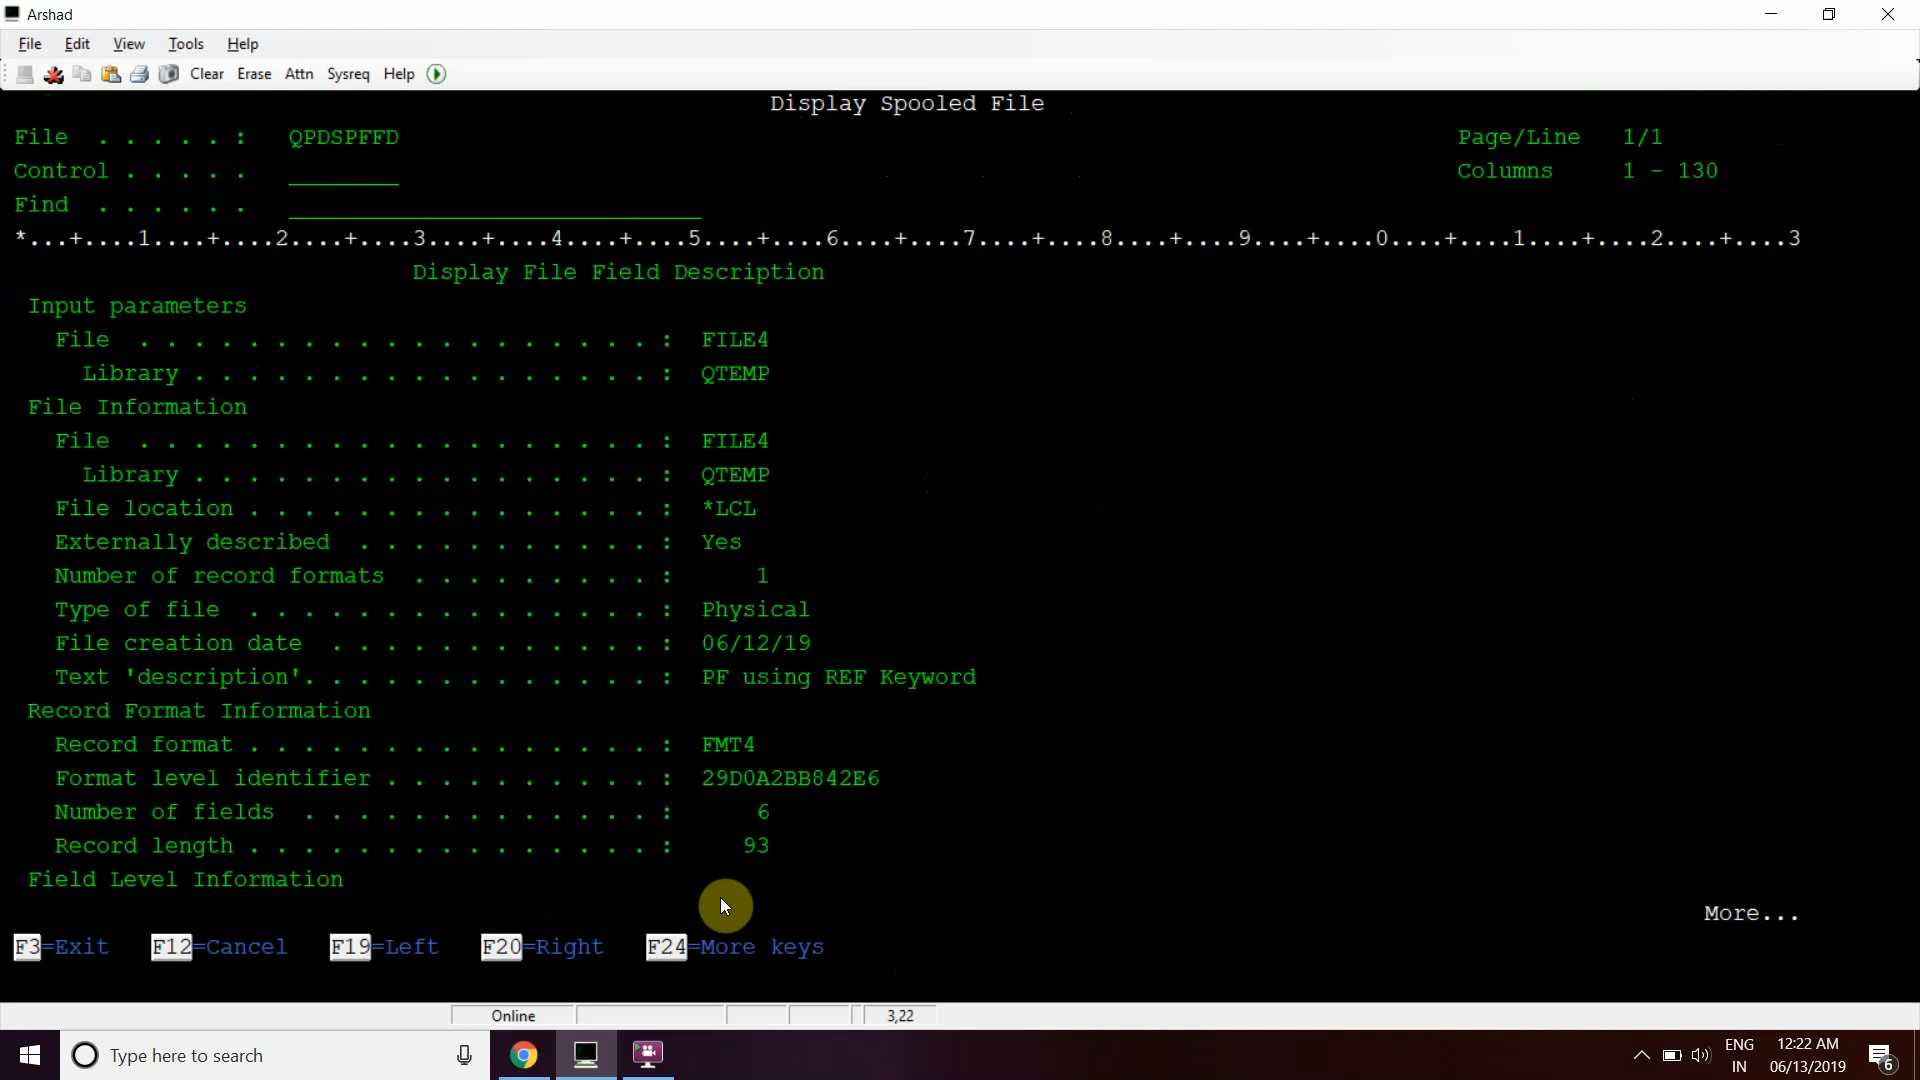 Arshad
File Edit View Tools Help
Clear Erase Attn Sysreq Help
Display Spooled File
File . . . . . : QPDSPFFD Page/Line 1/1
Control . . . . . Columns 1 - 130
Find . . . . . .
*...+....1....+....2....+....3....+....4....+....5....+....6....+....7....+....8....+....9....+....0....+....1....+....2....+....3
Display File Field Description
Input parameters
File . . . . . . . . . . . . . . . . . . . : FILE4
Library . . . . . . . . . . . . . . . . . : QTEMP
File Information
File . . . . . . . . . . . . . . . . . . . : FILE4
Library . . . . . . . . . . . . . . . . . : QTEMP
File location . . . . . . . . . . . . . . . : *LCL
Externally described . . . . . . . . . . . : Yes
Number of record formats . . . . . . . . . : 1
Type of file . . . . . . . . . . . . . . . : Physical
File creation date . . . . . . . . . . . . : 06/12/19
Text 'description'. . . . . . . . . . . . . : PF using REF Keyword
Record Format Information
Record format . . . . . . . . . . . . . . . : FMT4
Format level identifier . . . . . . . . . . : 29D0A2BB842E6
Number of fields . . . . . . . . . . . . . : 6
Record length . . . . . . . . . . . . . . . : 93
Field Level Information
More...
F3=Exit F12=Cancel F19=Left F20=Right F24=More keys
Online 3,22
Type here to search ENG 12:22 AM
IN 06/13/2019 6